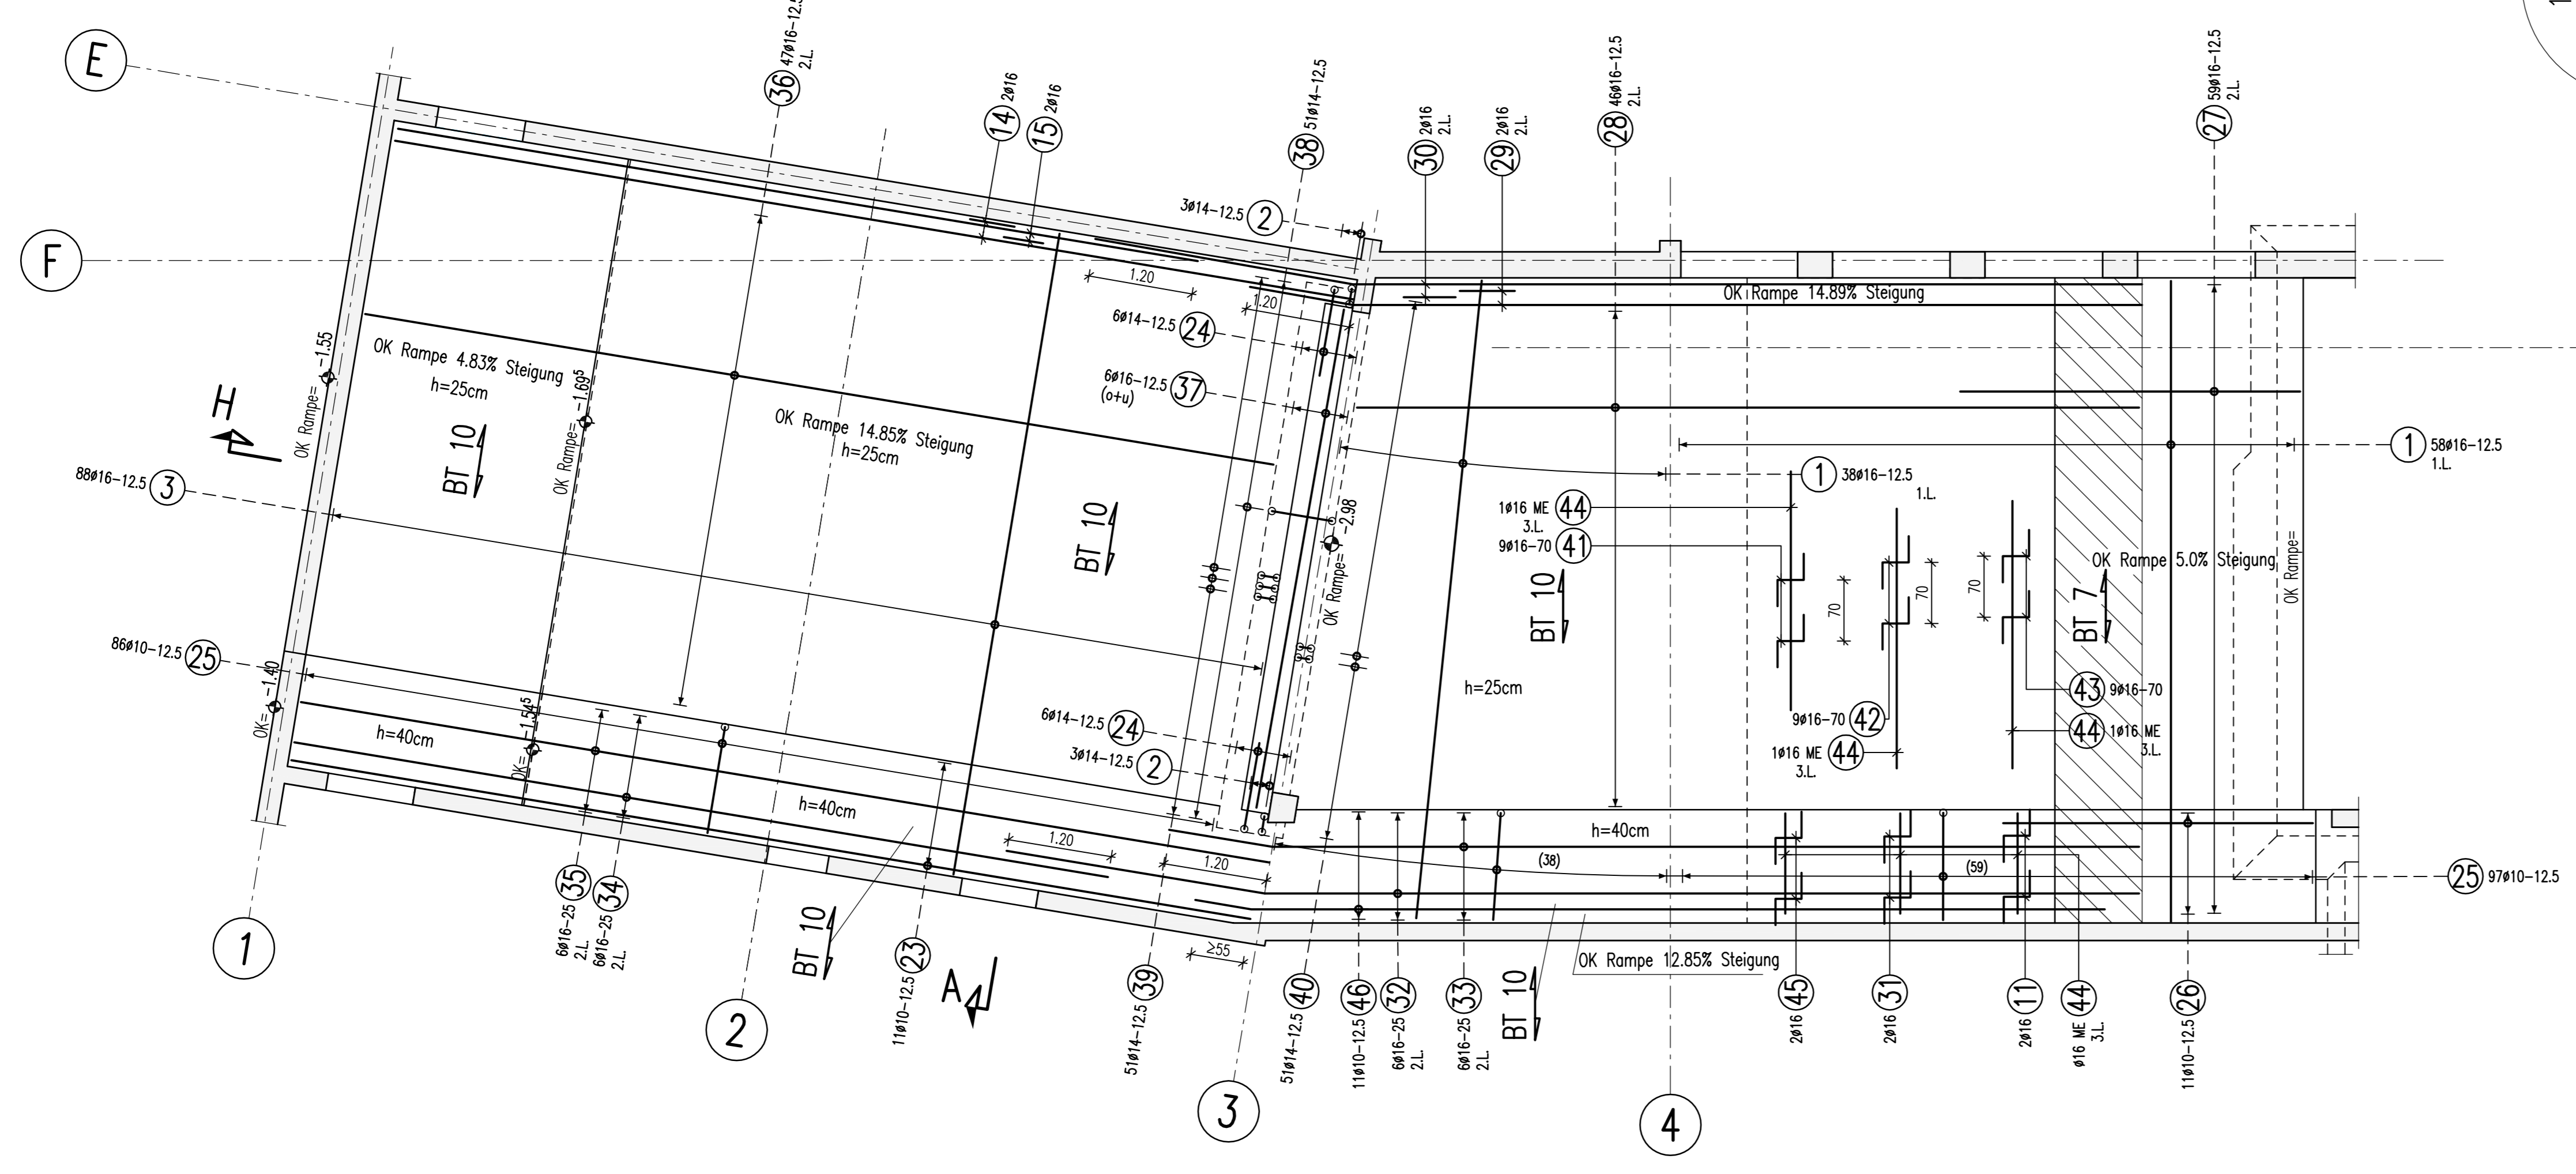 E
F
36
47ø16-12.5
2.L.
14
2ø16
15
2ø16
38
51ø14-12.5
3ø14-12.5
2
30
2ø16
2.L.
29
2ø16
2.L.
28
46ø16-12.5
2.L.
27
59ø16-12.5
2.L.
OK Rampe 14.89% Steigung
1.20
1.20
6ø14-12.5
24
6ø16-12.5
(o+u)
37
OK Rampe= -1.55
OK Rampe 4.83% Steigung
h=25cm
OK Rampe= -1.69⁵
OK Rampe 14.85% Steigung
h=25cm
H
BT 10
BT 10
88ø16-12.5
3
OK Rampe= -2.98
1
38ø16-12.5
1.L.
1
58ø16-12.5
1.L.
1ø16 ME
3.L.
44
9ø16-70
41
BT 10
70
70
70
OK Rampe 5.0% Steigung
BT 7
OK Rampe=
86ø10-12.5
25
OK= -1.40
h=40cm
OK= -1.54⁵
h=40cm
6ø14-12.5
24
3ø14-12.5
2
h=25cm
9ø16-70
42
1ø16 ME
3.L.
44
43
9ø16-70
44
1ø16 ME
3.L.
1.20
1.20
h=40cm
(38)
(59)
25
97ø10-12.5
35
6ø16-25
2.L.
34
6ø16-25
2.L.
BT 10
23
11ø10-12.5
A
≥55
39
51ø14-12.5
40
51ø14-12.5
46
11ø10-12.5
32
6ø16-25
2.L.
33
6ø16-25
2.L.
BT 10
OK Rampe 12.85% Steigung
45
2ø16
31
2ø16
11
2ø16
44
ø16 ME
3.L.
26
11ø10-12.5
1
2
3
4